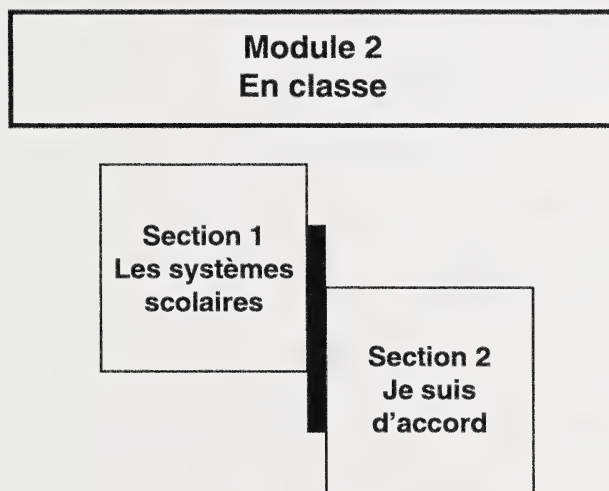 Module 2
En classe
Section 1
Les systèmes
scolaires
Section 2
Je suis
d'accord